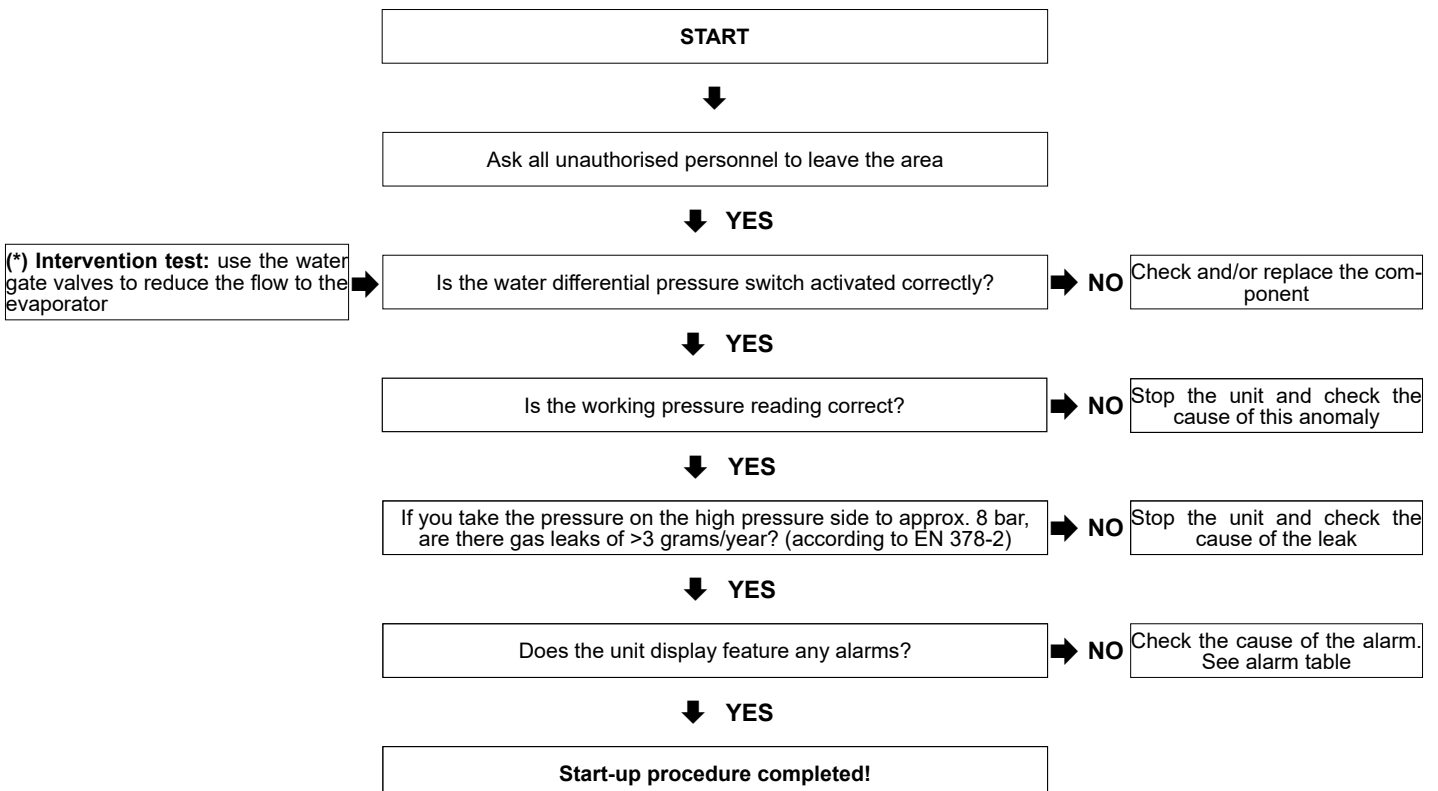 START
Ask all unauthorised personnel to leave the area
YES
(*) Intervention test: use the water
gate valves to reduce the flow to the
evaporator
Is the water differential pressure switch activated correctly?
NO
Check and/or replace the com-
ponent
YES
Is the working pressure reading correct?
NO
Stop the unit and check the
cause of this anomaly
YES
If you take the pressure on the high pressure side to approx. 8 bar,
are there gas leaks of >3 grams/year? (according to EN 378-2)
NO
Stop the unit and check the
cause of the leak
YES
Does the unit display feature any alarms?
NO
Check the cause of the alarm.
See alarm table
YES
Start-up procedure completed!